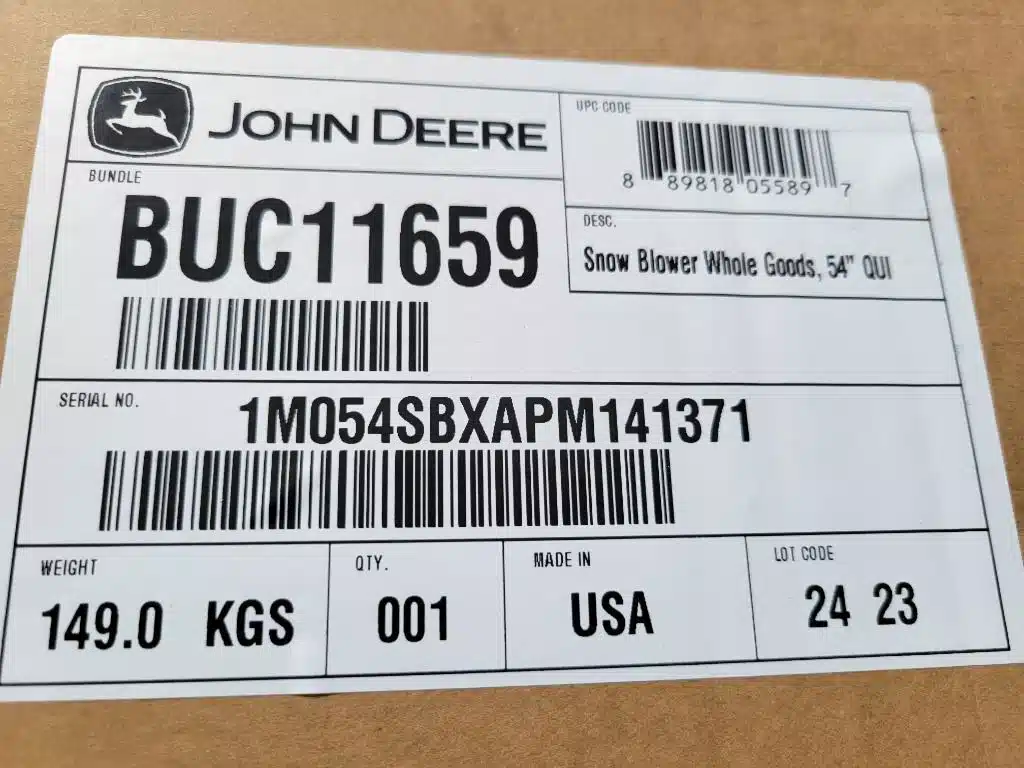 JOHN DEERE
UPC CODE
8 89818 05589 7
BUNDLE
BUC11659
DESC.
Snow Blower Whole Goods, 54" QUI
SERIAL NO.
1M054SBXAPM141371
WEIGHT
149.0 KGS
QTY.
001
MADE IN
USA
LOT CODE
24 23